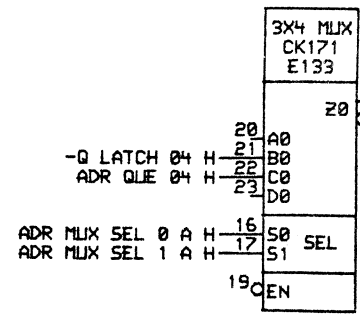 3X4 MUX
CK171
E133
Z0
20 A0
-Q LATCH 04 H 21 B0
ADR QUE 04 H 22 C0
23 D0
ADR MUX SEL 0 A H 16 S0 SEL
ADR MUX SEL 1 A H 17 S1
19 EN